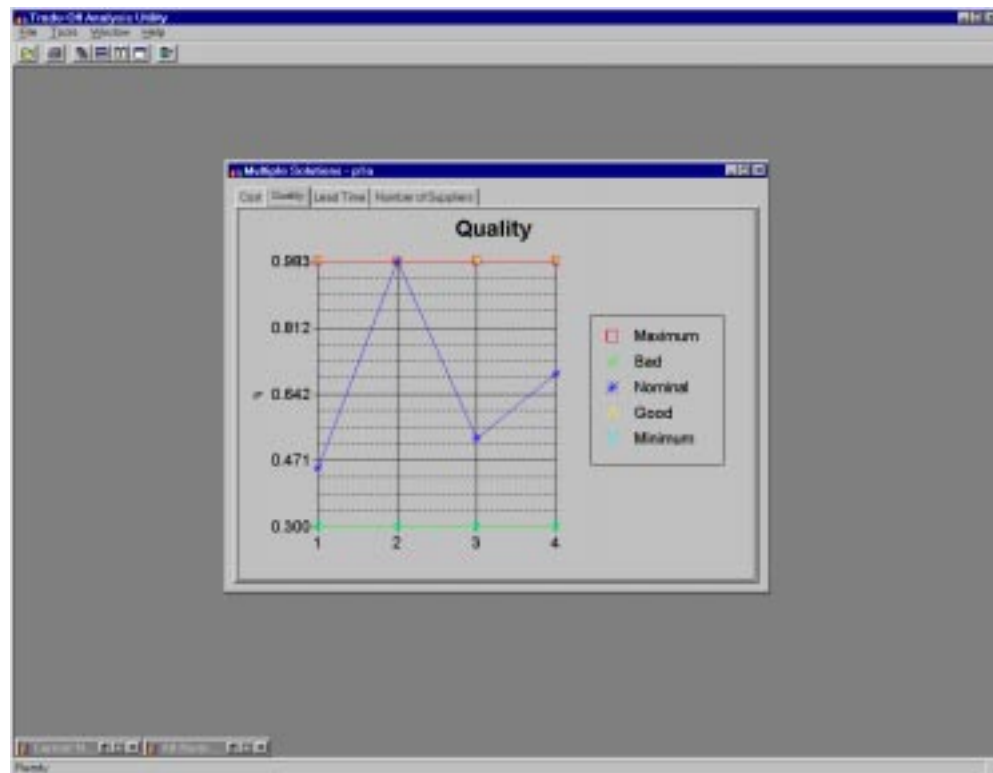 Trade-Off Analysis Utility
File Tools Window Help
Multiple Solutions -
Cost Quality Lead Time Number of Suppliers
Quality
0.983
0.812
0.642
0.471
0.300
1 2 3 4
Maximum
Bad
Nominal
Good
Minimum
Ready